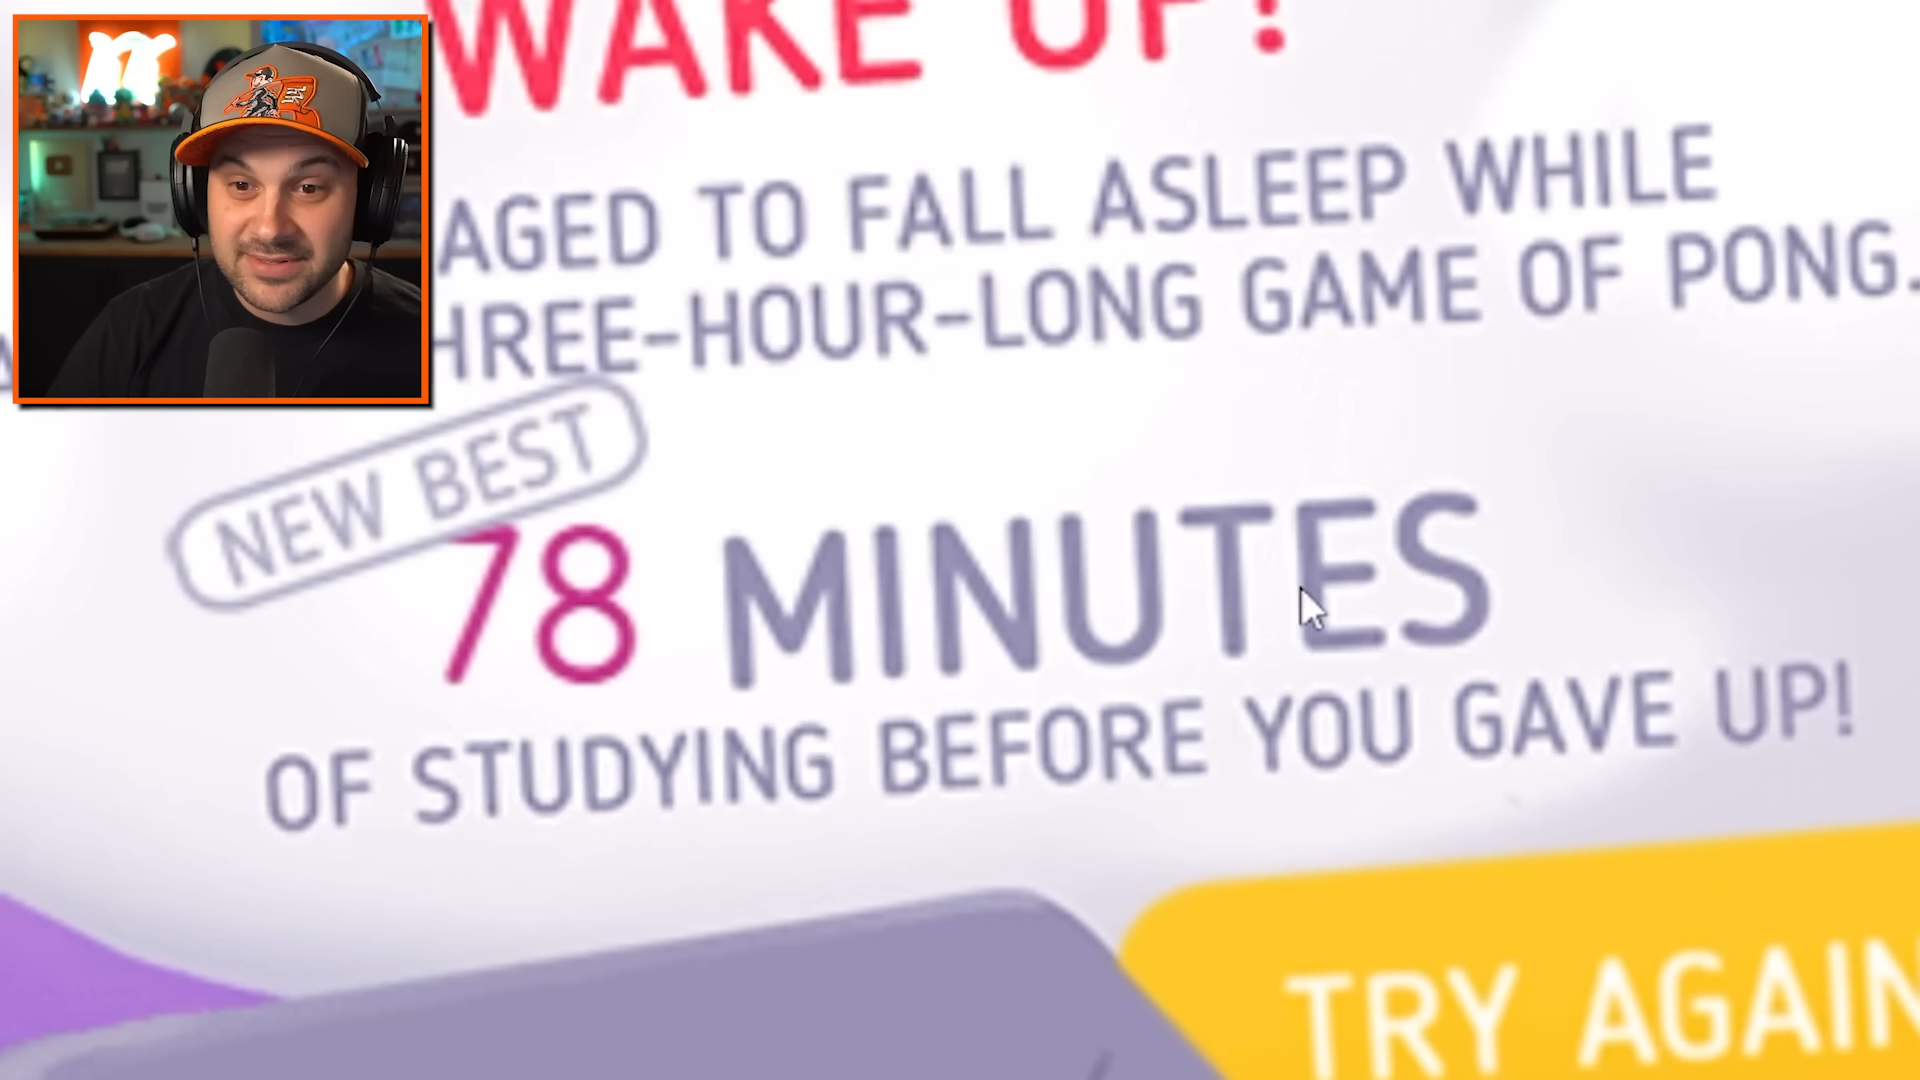 WAKE UP!
AGED TO FALL ASLEEP WHILE
HREE-HOUR-LONG GAME OF PONG.
NEW BEST
78 MINUTES
OF STUDYING BEFORE YOU GAVE UP!
TRY AGAIN